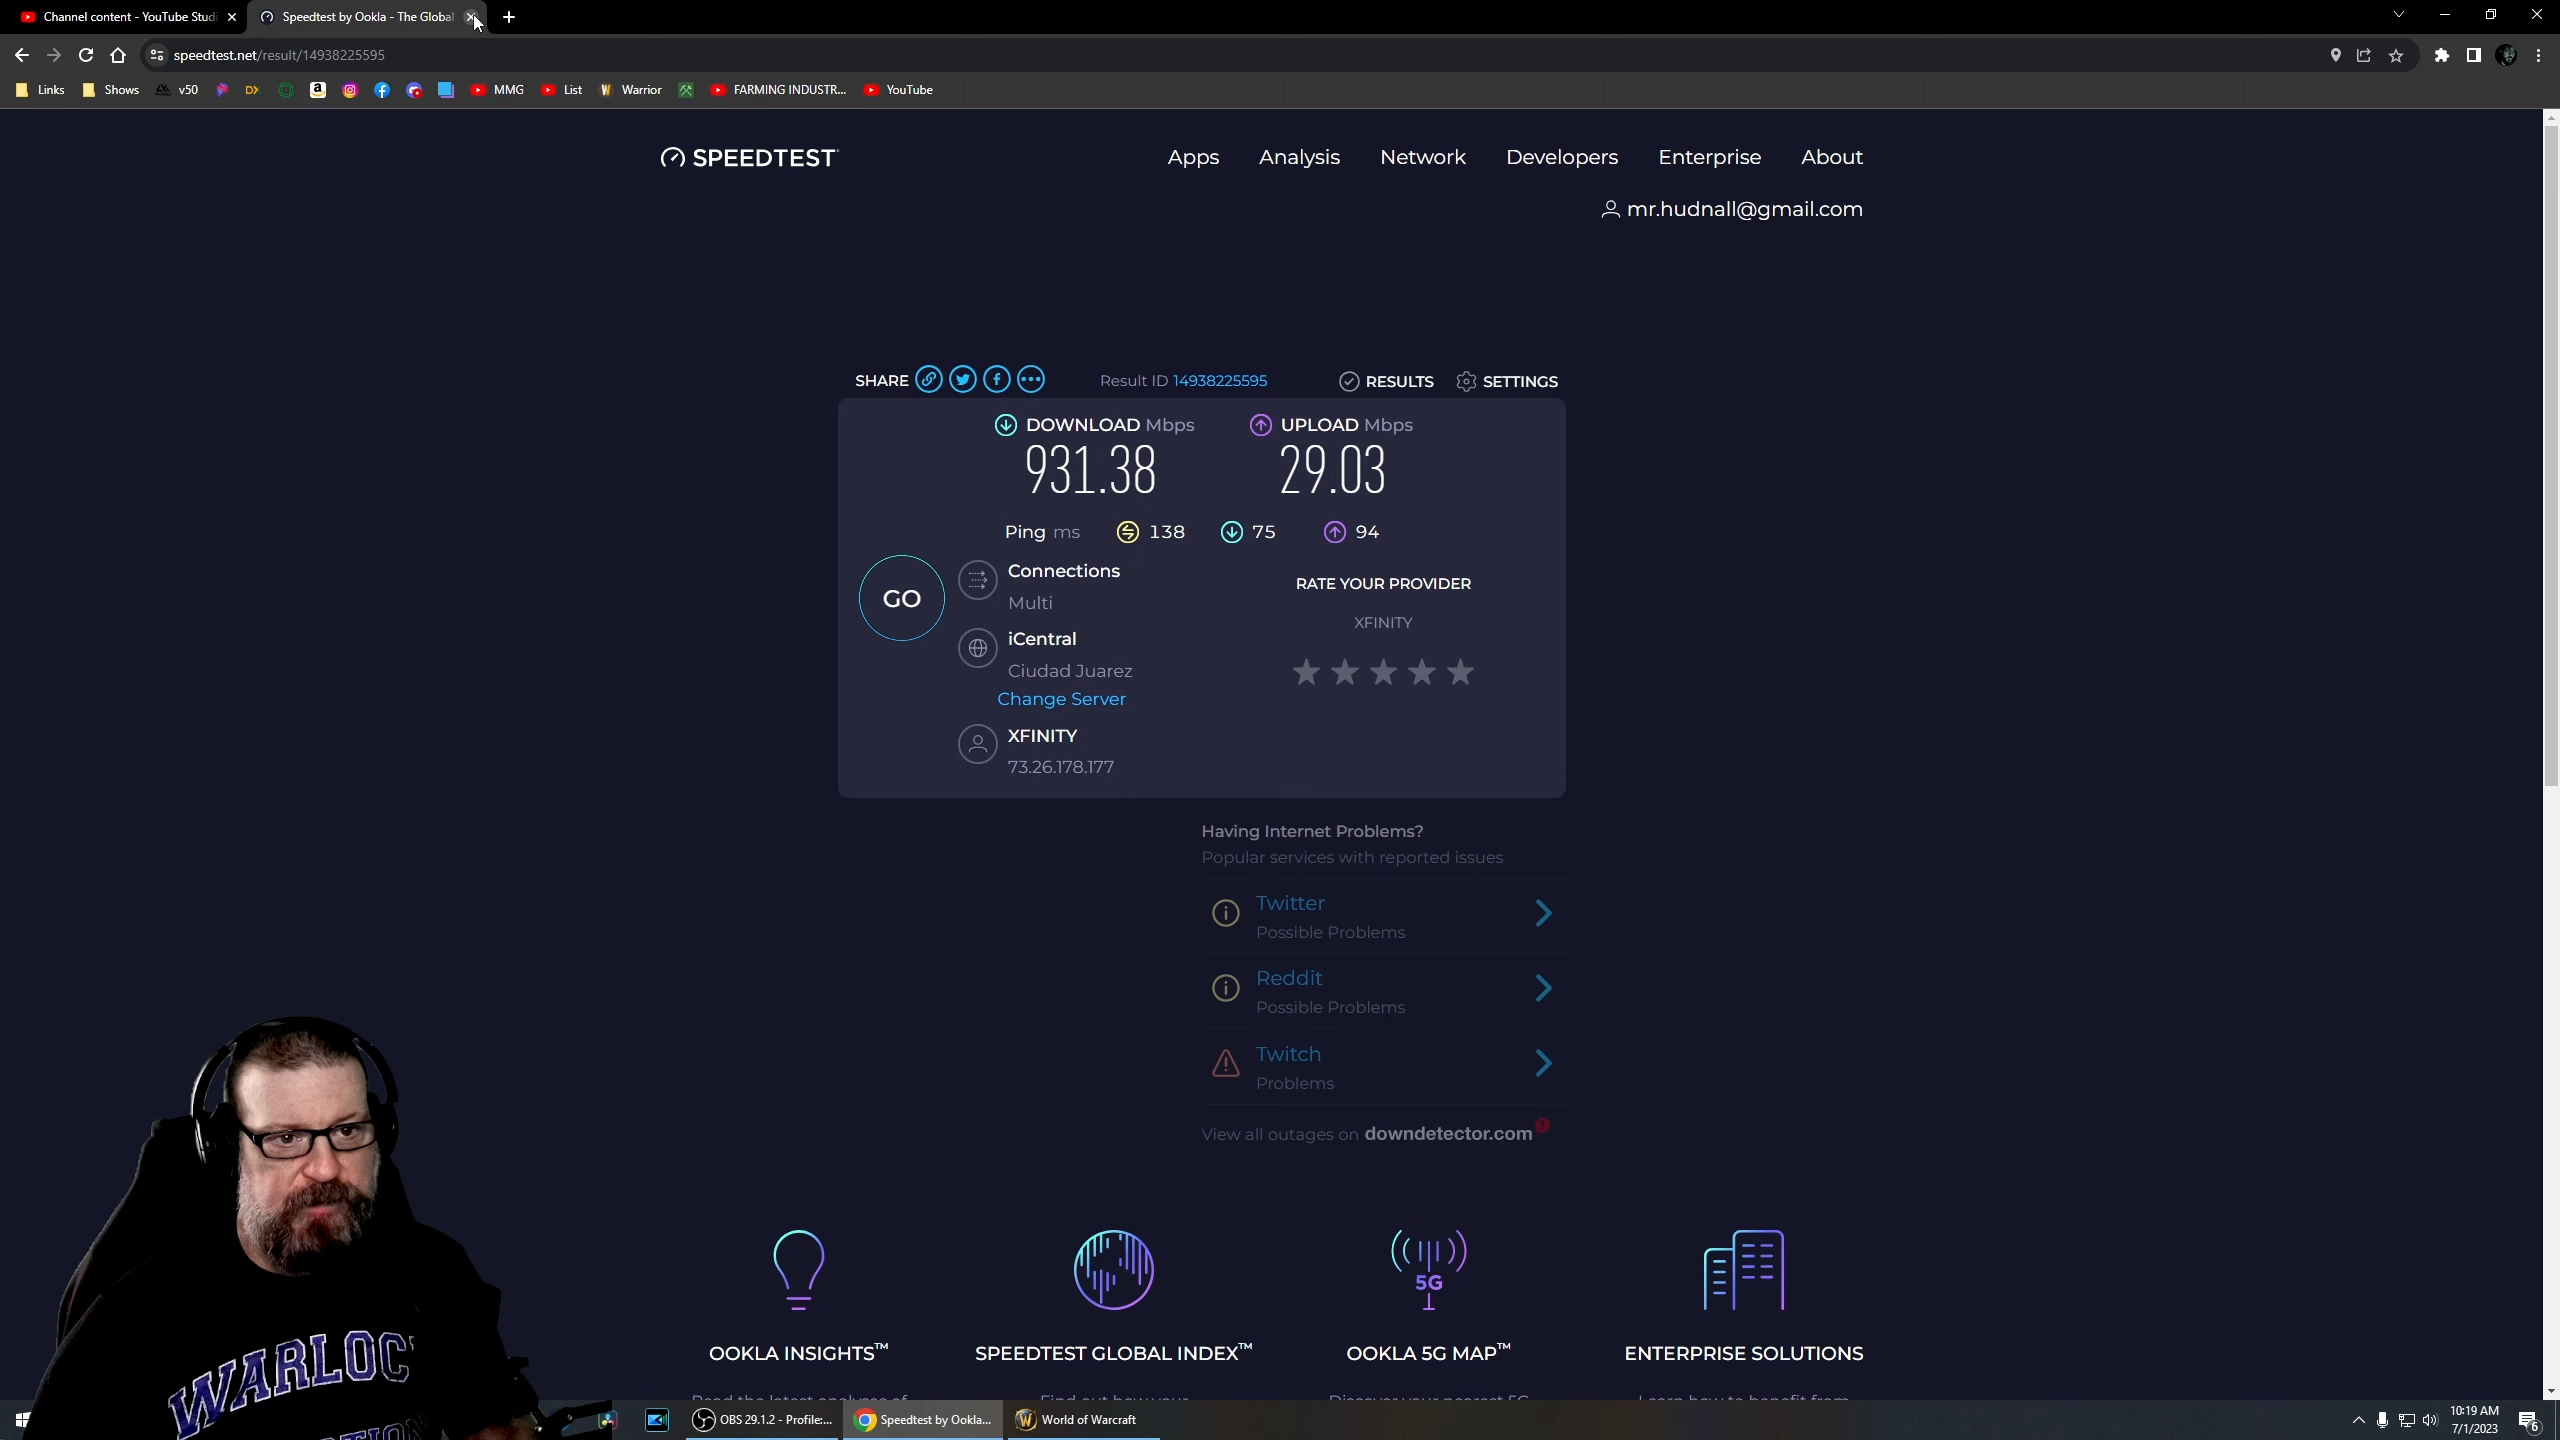 Channel content - YouTube Studi
Speedtest by Ookla - The Global
speedtest.net/result/14938225595
Links
Shows
v50
DX
MMG
List
Warrior
FARMING INDUSTR...
YouTube
SPEEDTEST
Apps
Analysis
Network
Developers
Enterprise
About
mr.hudnall@gmail.com
SHARE
Result ID 14938225595
RESULTS
SETTINGS
DOWNLOAD Mbps
931.38
UPLOAD Mbps
29.03
Ping ms
138
75
94
GO
Connections
Multi
iCentral
Ciudad Juarez
Change Server
XFINITY
73.26.178.177
RATE YOUR PROVIDER
XFINITY
Having Internet Problems?
Popular services with reported issues
Twitter
Possible Problems
Reddit
Possible Problems
Twitch
Problems
View all outages on downdetector.com
5G
OOKLA INSIGHTS™
SPEEDTEST GLOBAL INDEX™
OOKLA 5G MAP™
ENTERPRISE SOLUTIONS
WARLOC
OBS 29.1.2 - Profile:...
Speedtest by Ookla...
World of Warcraft
10:19 AM
7/1/2023
6